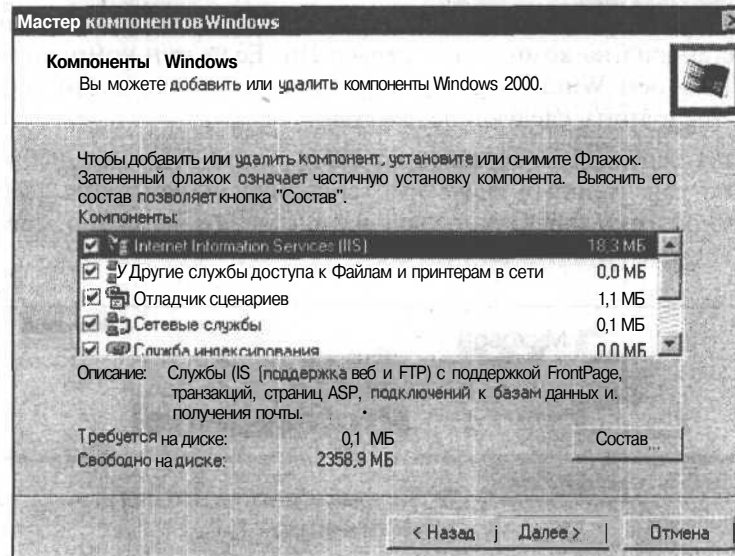 Мастер компонентов Windows
Компоненты Windows
Вы можете добавить или удалить компоненты Windows 2000.
Чтобы добавить или удалить компонент, установите или снимите Флажок.
Затененный флажок означает частичную установку компонента. Выяснить его
состав позволяет кнопка "Состав".
Компоненты:
Internet Information Services (IIS) 18,3 МБ
У Другие службы доступа к Файлам и принтерам в сети 0,0 МБ
Отладчик сценариев 1,1 МБ
Сетевые службы 0,1 МБ
Служба индексирования 0,0 МБ
Описание: Службы (IS (поддержка веб и FTP) с поддержкой FrontPage,
транзакций, страниц ASP, подключений к базам данных и.
получения почты.
Требуется на диске: 0,1 МБ
Свободно на диске: 2358,9 МБ
Состав...
< Назад j Далее > | Отмена